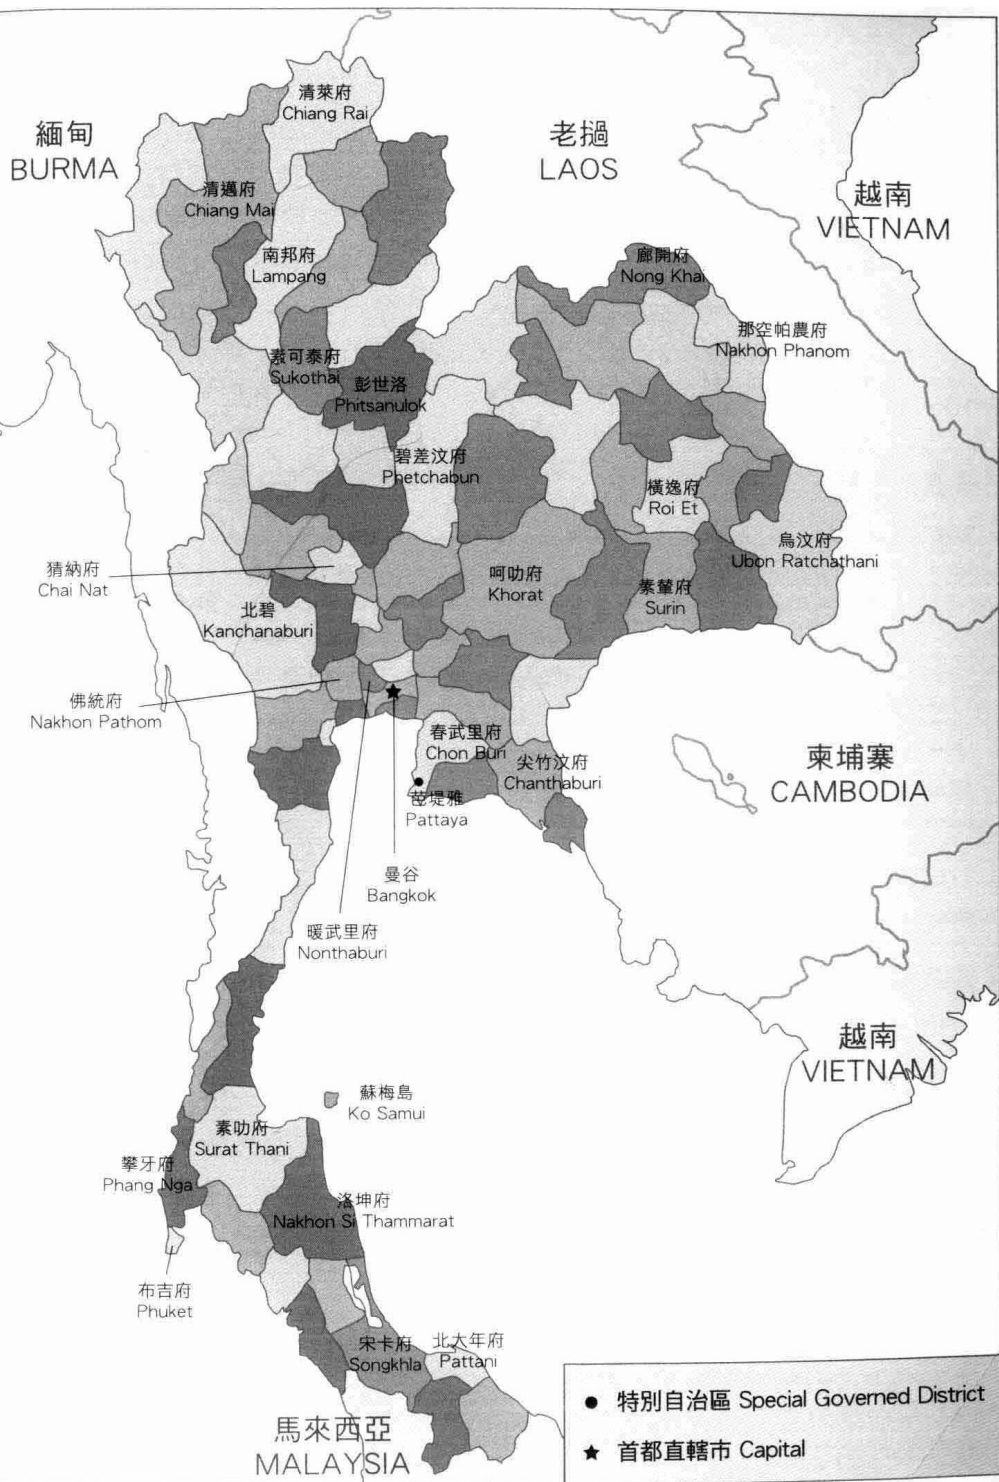 清萊府
Chiang Rai
緬甸
BURMA
老撾
LAOS
越南
VIETNAM
清邁府
Chiang Mai
南邦府
Lampang
廊開府
Nong Khai
那空帕農府
Nakhon Phanom
素可泰府
Sukothai
彭世洛
Phitsanulok
碧差汶府
Phetchabun
橫逸府
Roi Et
烏汶府
Ubon Ratchathani
猜納府
Chai Nat
呵叻府
Khorat
素輦府
Surin
北碧
Kanchanaburi
佛統府
Nakhon Pathom
春武里府
Chon Buri
尖竹汶府
Chanthaburi
柬埔寨
CAMBODIA
芭堤雅
Pattaya
曼谷
Bangkok
暖武里府
Nonthaburi
越南
VIETNAM
蘇梅島
Ko Samui
素叻府
Surat Thani
攀牙府
Phang Nga
洛坤府
Nakhon Si Thammarat
布吉府
Phuket
宋卡府
Songkhla
北大年府
Pattani
馬來西亞
MALAYSIA
特別自治區 Special Governed District
首都直轄市 Capital